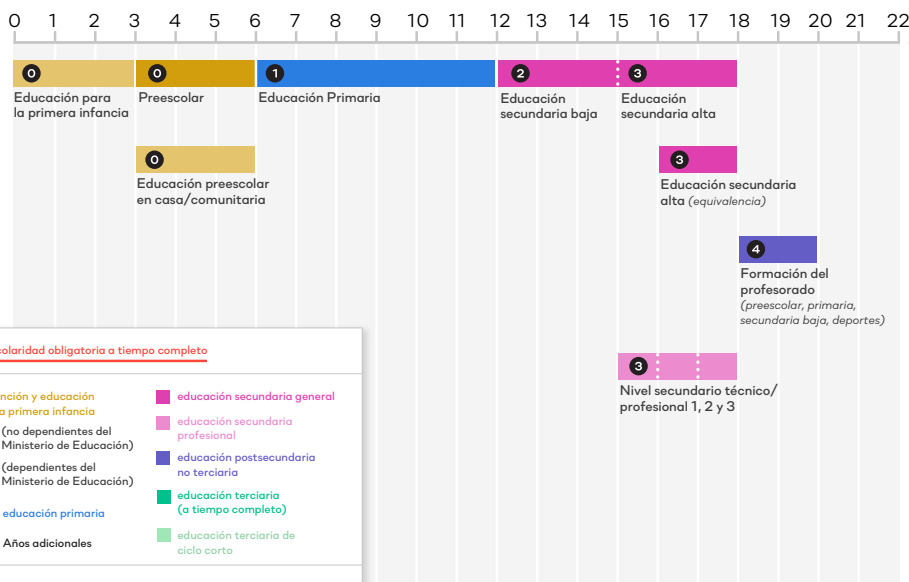 0 1 2 3 4 5 6 7 8 9 10 11 12 13 14 15 16 17 18 19 20 21 22
0 0 1 2 3
Educación para
la primera infancia
Preescolar
Educación Primaria
Educación
secundaria baja
Educación
secundaria alta
0
Educación preescolar
en casa/comunitaria
3
Educación secundaria
alta (equivalencia)
4
Formación del
profesorado
(preescolar, primaria,
secundaria baja, deportes)
3
Nivel secundario técnico/
profesional 1, 2 y 3
colaridad obligatoria a tiempo completo
nción y educación
a primera infancia
(no dependientes del
Ministerio de Educación)
(dependientes del
Ministerio de Educación)
educación primaria
Años adicionales
educación secundaria general
educación secundaria
profesional
educación postsecundaria
no terciaria
educación terciaria
(a tiempo completo)
educación terciaria de
ciclo corto